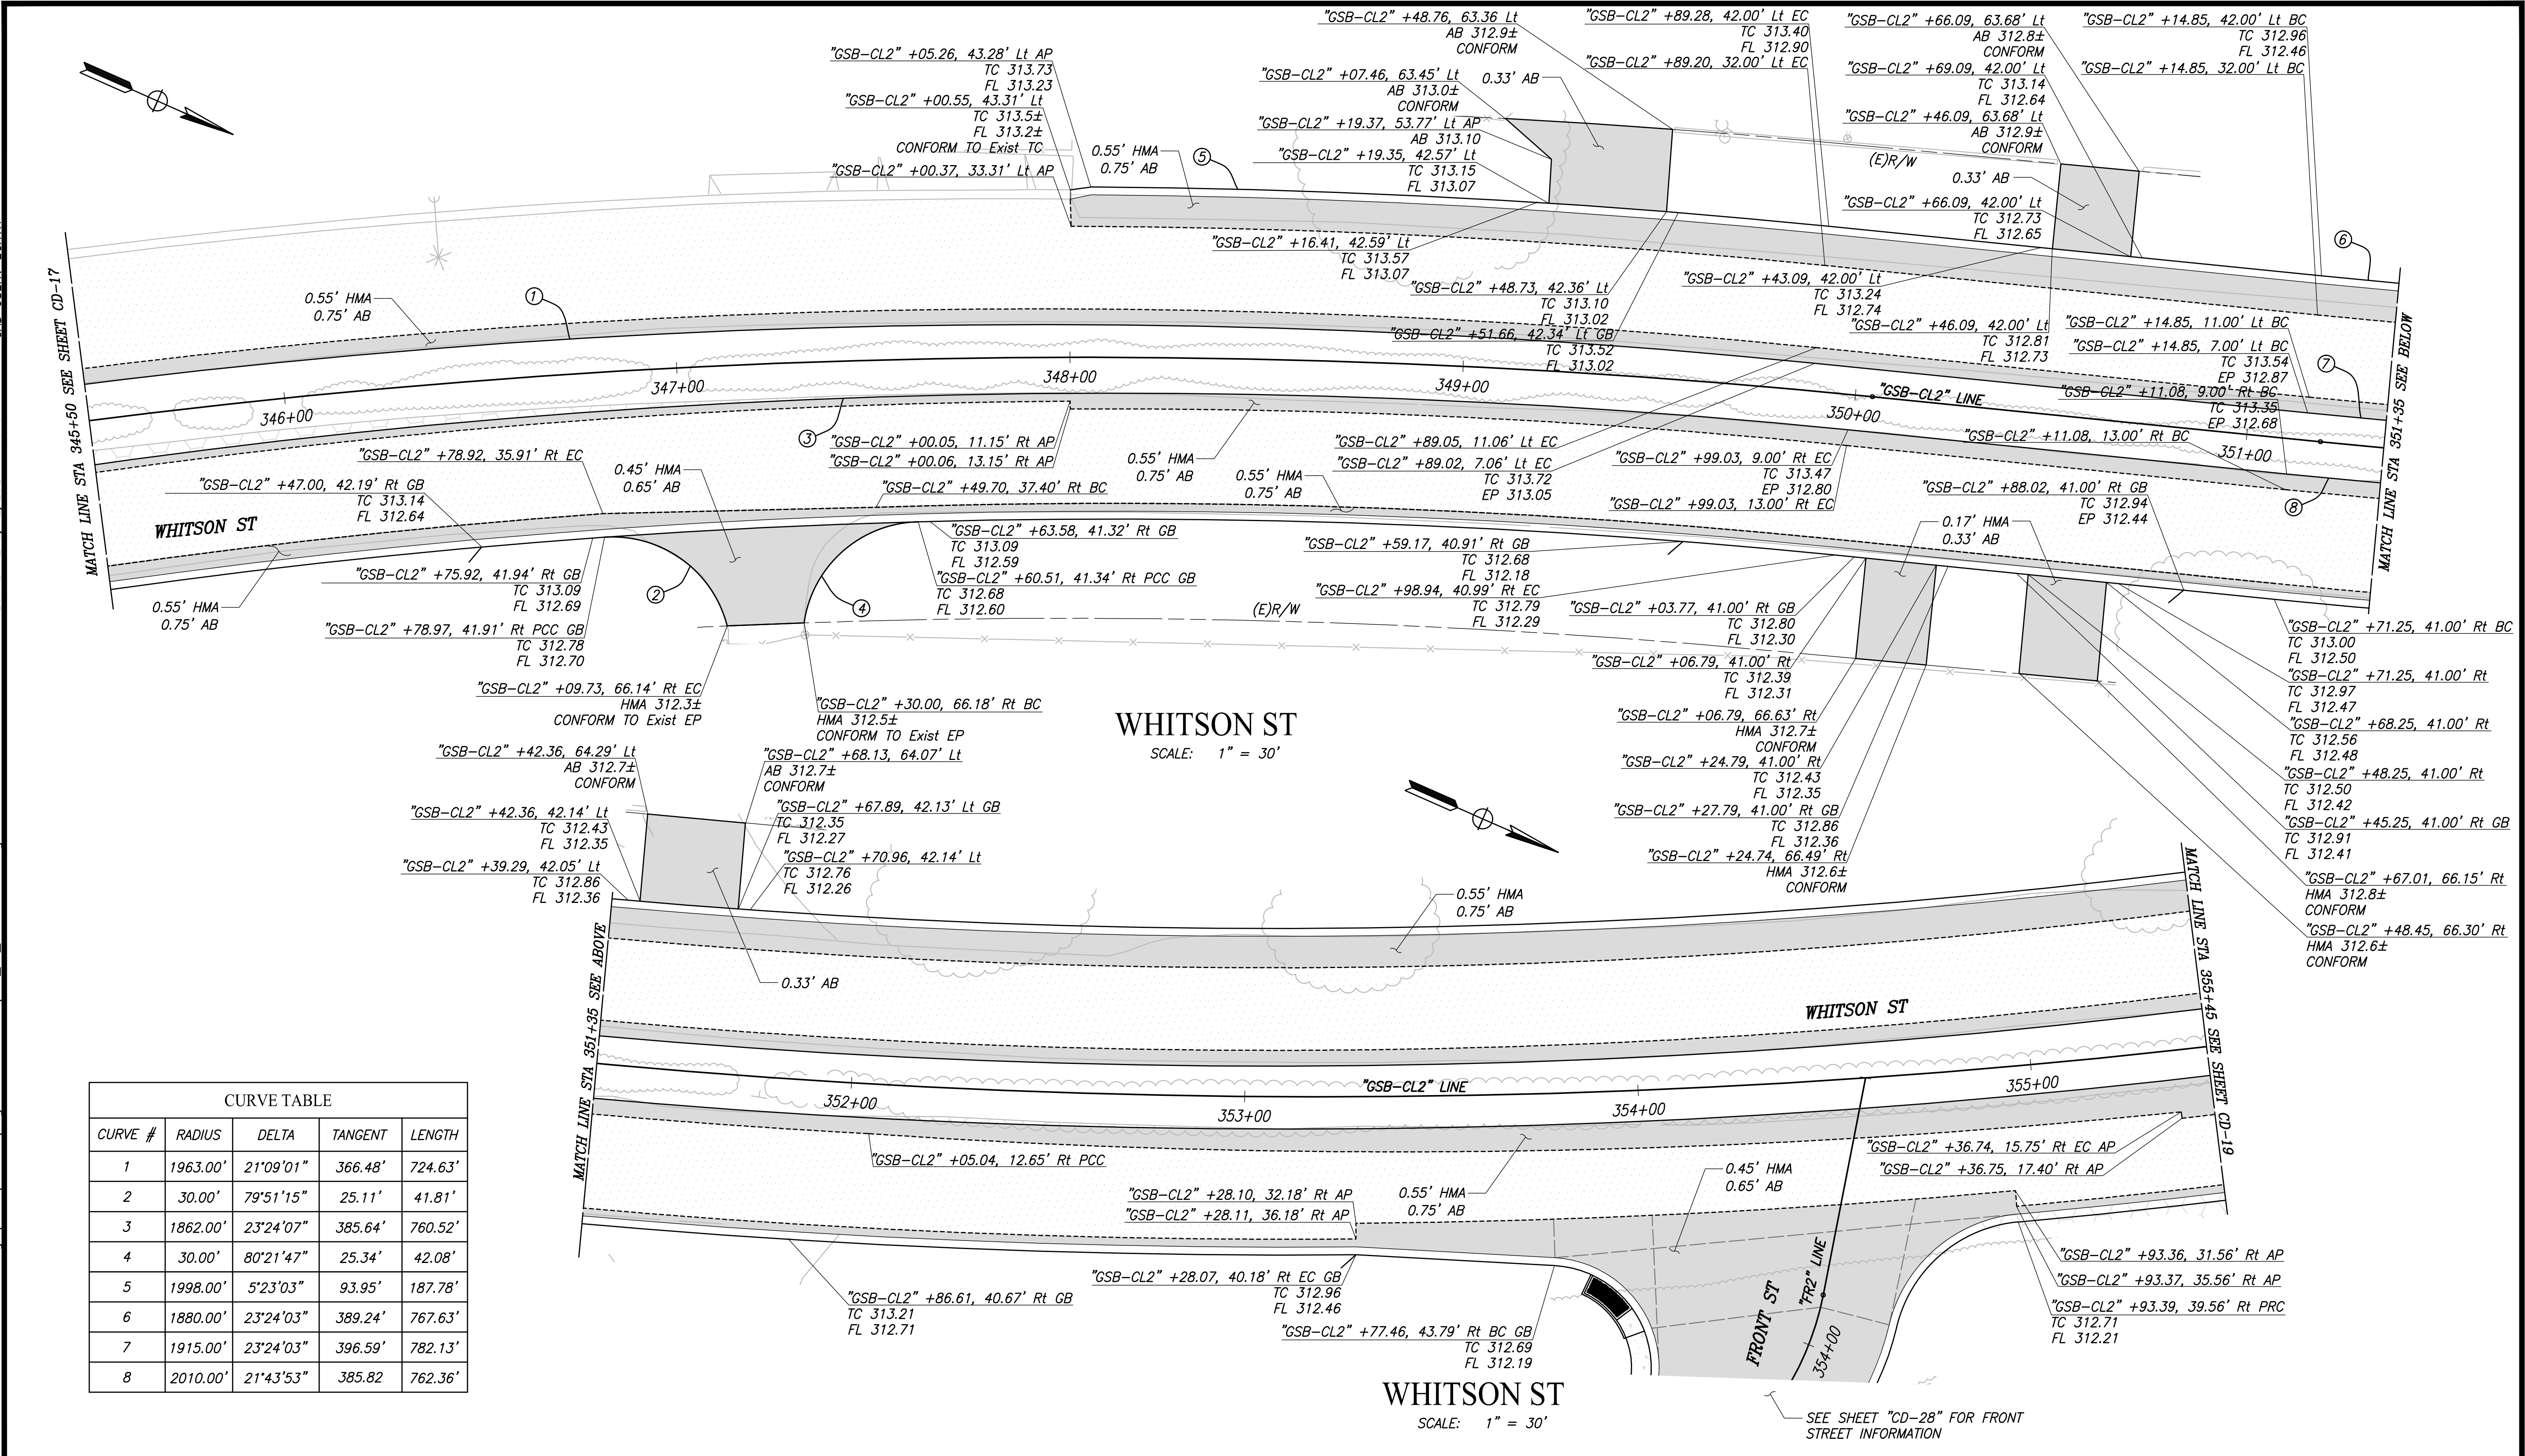 "GSB-CL2" +05.26, 43.28' Lt AP
TC 313.73
FL 313.23
"GSB-CL2" +00.55, 43.31' Lt
TC 313.5±
FL 313.2±
CONFORM TO Exist TC
"GSB-CL2" +00.37, 33.31' Lt AP
0.55' HMA
0.75' AB
5
"GSB-CL2" +48.76, 63.36 Lt
AB 312.9±
CONFORM
"GSB-CL2" +07.46, 63.45' Lt
AB 313.0±
CONFORM
0.33' AB
"GSB-CL2" +19.37, 53.77' Lt AP
AB 313.10
"GSB-CL2" +19.35, 42.57' Lt
TC 313.15
FL 313.07
"GSB-CL2" +89.28, 42.00' Lt EC
TC 313.40
FL 312.90
"GSB-CL2" +89.20, 32.00' Lt EC
"GSB-CL2" +66.09, 63.68' Lt
AB 312.8±
CONFORM
"GSB-CL2" +69.09, 42.00' Lt
TC 313.14
FL 312.64
"GSB-CL2" +46.09, 63.68' Lt
AB 312.9±
CONFORM
(E)R/W
0.33' AB
"GSB-CL2" +66.09, 42.00' Lt
TC 312.73
FL 312.65
"GSB-CL2" +14.85, 42.00' Lt BC
TC 312.96
FL 312.46
"GSB-CL2" +14.85, 32.00' Lt BC
6
"GSB-CL2" +16.41, 42.59' Lt
TC 313.57
FL 313.07
"GSB-CL2" +48.73, 42.36' Lt
TC 313.10
FL 313.02
"GSB-CL2" +51.66, 42.34' Lt GB
TC 313.52
FL 313.02
"GSB-CL2" +43.09, 42.00' Lt
TC 313.24
FL 312.74
"GSB-CL2" +46.09, 42.00' Lt
TC 312.81
FL 312.73
"GSB-CL2" +14.85, 11.00' Lt BC
"GSB-CL2" +14.85, 7.00' Lt BC
TC 313.54
EP 312.87
"GSB-CL2" +11.08, 9.00' Rt BC
TC 313.35
EP 312.68
7
MATCH LINE STA 345+50 SEE SHEET CD-17
0.55' HMA
0.75' AB
1
346+00
347+00
348+00
349+00
350+00
"GSB-CL2" LINE
351+00
MATCH LINE STA 351+35 SEE BELOW
"GSB-CL2" +11.08, 13.00' Rt BC
8
3
"GSB-CL2" +00.05, 11.15' Rt AP
"GSB-CL2" +00.06, 13.15' Rt AP
0.55' HMA
0.75' AB
0.55' HMA
0.75' AB
"GSB-CL2" +89.05, 11.06' Lt EC
"GSB-CL2" +89.02, 7.06' Lt EC
TC 313.72
EP 313.05
"GSB-CL2" +99.03, 9.00' Rt EC
TC 313.47
EP 312.80
"GSB-CL2" +99.03, 13.00' Rt EC
"GSB-CL2" +88.02, 41.00' Rt GB
TC 312.94
EP 312.44
0.17' HMA
0.33' AB
"GSB-CL2" +78.92, 35.91' Rt EC
0.45' HMA
0.65' AB
"GSB-CL2" +49.70, 37.40' Rt BC
"GSB-CL2" +47.00, 42.19' Rt GB
TC 313.14
FL 312.64
WHITSON ST
0.55' HMA
0.75' AB
"GSB-CL2" +75.92, 41.94' Rt GB
TC 313.09
FL 312.69
"GSB-CL2" +78.97, 41.91' Rt PCC GB
TC 312.78
FL 312.70
2
4
"GSB-CL2" +63.58, 41.32' Rt GB
TC 313.09
FL 312.59
"GSB-CL2" +60.51, 41.34' Rt PCC GB
TC 312.68
FL 312.60
(E)R/W
"GSB-CL2" +59.17, 40.91' Rt GB
TC 312.68
FL 312.18
"GSB-CL2" +98.94, 40.99' Rt EC
TC 312.79
FL 312.29
"GSB-CL2" +03.77, 41.00' Rt GB
TC 312.80
FL 312.30
"GSB-CL2" +06.79, 41.00' Rt
TC 312.39
FL 312.31
"GSB-CL2" +06.79, 66.63' Rt
HMA 312.7±
CONFORM
"GSB-CL2" +24.79, 41.00' Rt
TC 312.43
FL 312.35
"GSB-CL2" +27.79, 41.00' Rt GB
TC 312.86
FL 312.36
"GSB-CL2" +24.74, 66.49' Rt
HMA 312.6±
CONFORM
"GSB-CL2" +71.25, 41.00' Rt BC
TC 313.00
FL 312.50
"GSB-CL2" +71.25, 41.00' Rt
TC 312.97
FL 312.47
"GSB-CL2" +68.25, 41.00' Rt
TC 312.56
FL 312.48
"GSB-CL2" +48.25, 41.00' Rt
TC 312.50
FL 312.42
"GSB-CL2" +45.25, 41.00' Rt GB
TC 312.91
FL 312.41
"GSB-CL2" +67.01, 66.15' Rt
HMA 312.8±
CONFORM
"GSB-CL2" +48.45, 66.30' Rt
HMA 312.6±
CONFORM
"GSB-CL2" +09.73, 66.14' Rt EC
HMA 312.3±
CONFORM TO Exist EP
"GSB-CL2" +30.00, 66.18' Rt BC
HMA 312.5±
CONFORM TO Exist EP
WHITSON ST
SCALE: 1" = 30'
"GSB-CL2" +42.36, 64.29' Lt
AB 312.7±
CONFORM
"GSB-CL2" +68.13, 64.07' Lt
AB 312.7±
CONFORM
"GSB-CL2" +42.36, 42.14' Lt
TC 312.43
FL 312.35
"GSB-CL2" +67.89, 42.13' Lt GB
TC 312.35
FL 312.27
"GSB-CL2" +39.29, 42.05' Lt
TC 312.86
FL 312.36
"GSB-CL2" +70.96, 42.14' Lt
TC 312.76
FL 312.26
0.33' AB
0.55' HMA
0.75' AB
MATCH LINE STA 351+35 SEE ABOVE
MATCH LINE STA 355+45 SEE SHEET CD-19
WHITSON ST
352+00
353+00
"GSB-CL2" LINE
354+00
355+00
"GSB-CL2" +05.04, 12.65' Rt PCC
"GSB-CL2" +28.10, 32.18' Rt AP
"GSB-CL2" +28.11, 36.18' Rt AP
0.55' HMA
0.75' AB
0.45' HMA
0.65' AB
"GSB-CL2" +36.74, 15.75' Rt EC AP
"GSB-CL2" +36.75, 17.40' Rt AP
"GSB-CL2" +86.61, 40.67' Rt GB
TC 313.21
FL 312.71
"GSB-CL2" +28.07, 40.18' Rt EC GB
TC 312.96
FL 312.46
"GSB-CL2" +77.46, 43.79' Rt BC GB
TC 312.69
FL 312.19
FRONT ST
"FR2" LINE
354+00
"GSB-CL2" +93.36, 31.56' Rt AP
"GSB-CL2" +93.37, 35.56' Rt AP
"GSB-CL2" +93.39, 39.56' Rt PRC
TC 312.71
FL 312.21
WHITSON ST
SCALE: 1" = 30'
SEE SHEET "CD-28" FOR FRONT
STREET INFORMATION
CURVE TABLE
CURVE # RADIUS DELTA TANGENT LENGTH
1 1963.00' 21°09'01" 366.48' 724.63'
2 30.00' 79°51'15" 25.11' 41.81'
3 1862.00' 23°24'07" 385.64' 760.52'
4 30.00' 80°21'47" 25.34' 42.08'
5 1998.00' 5°23'03" 93.95' 187.78'
6 1880.00' 23°24'03" 389.24' 767.63'
7 1915.00' 23°24'03" 396.59' 782.13'
8 2010.00' 21°43'53" 385.82 762.36'